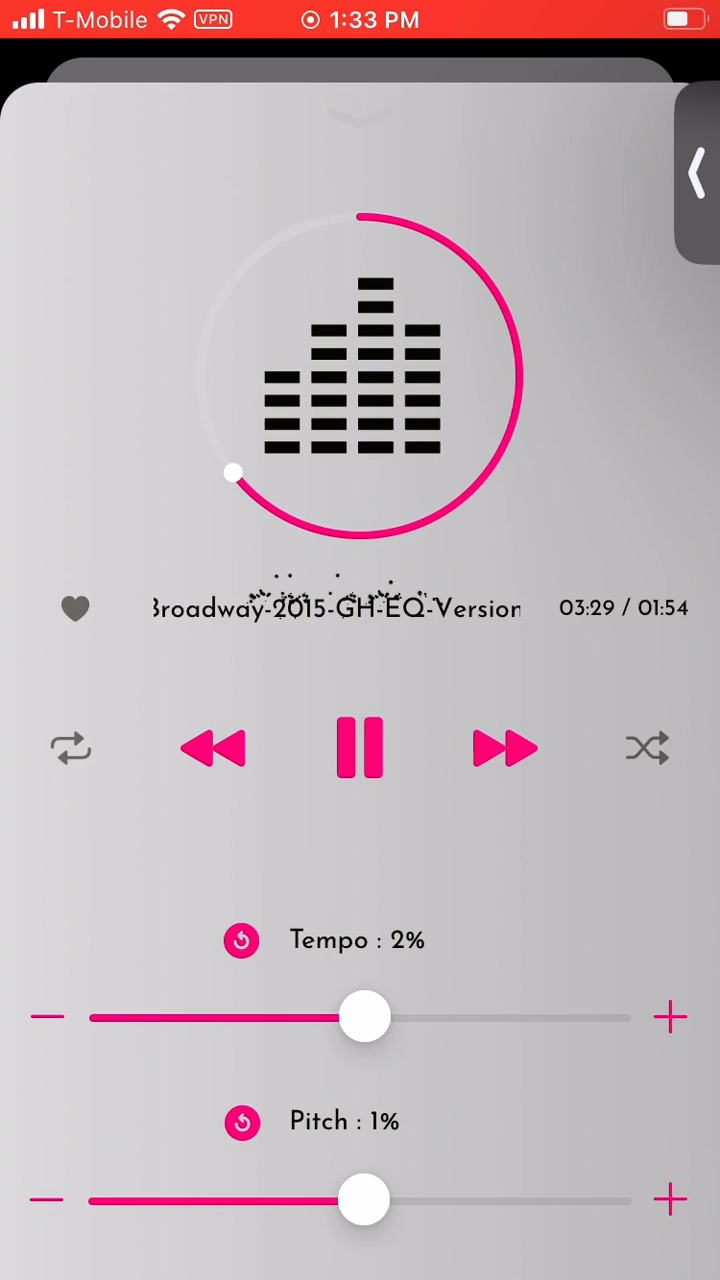 T-Mobile VPN 1:33 PM
Broadway-2015-GH-EQ-Version
03:29 / 01:54
Tempo : 2%
Pitch : 1%